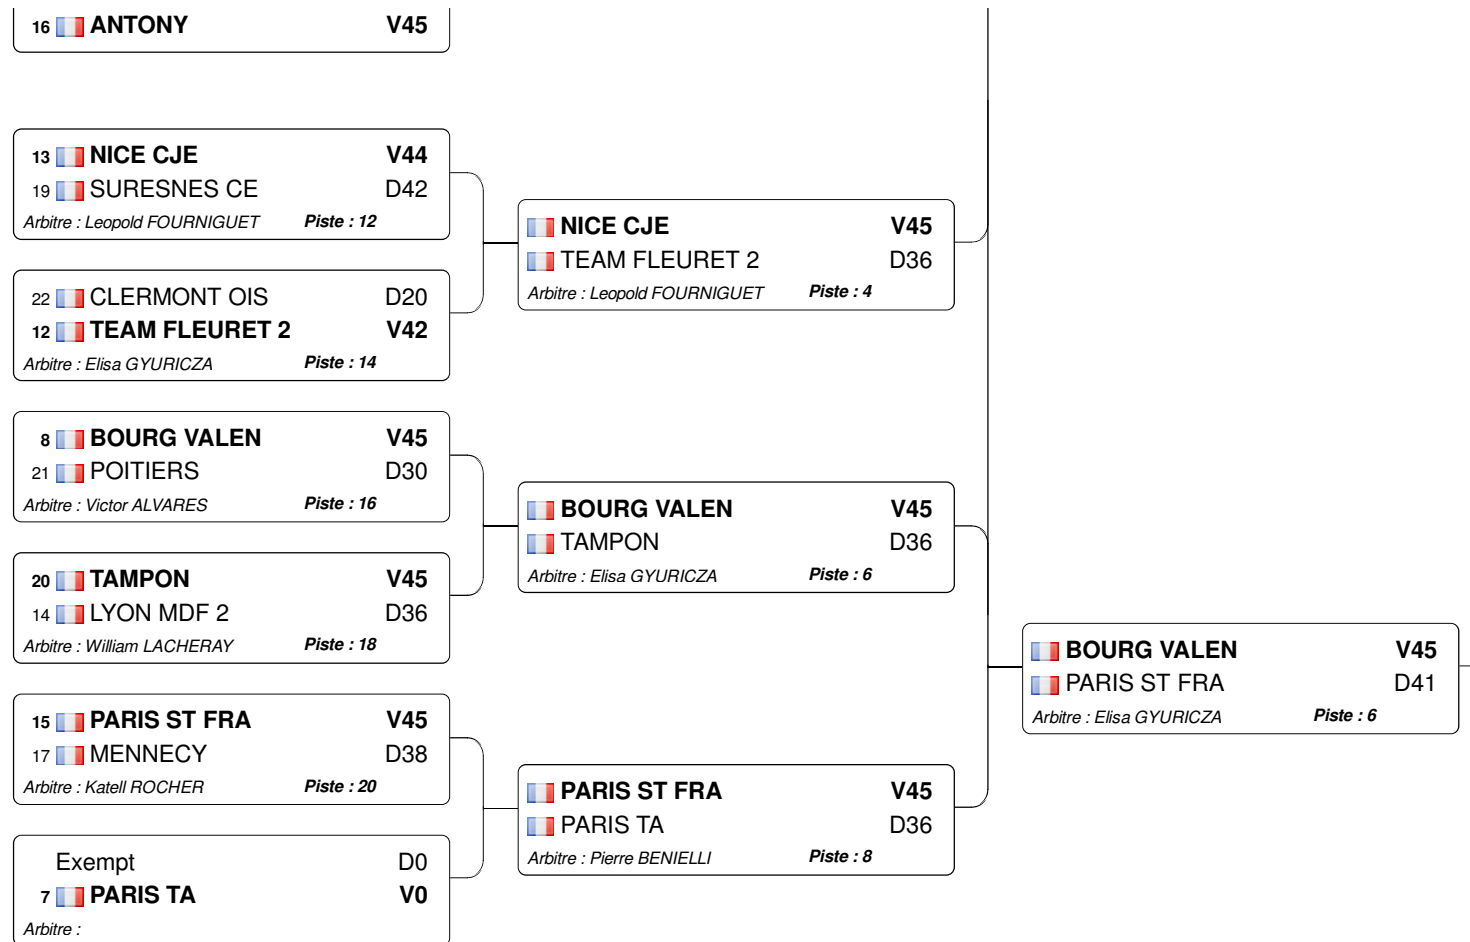 16 ANTONY V45
13 NICE CJE V44
19 SURESNES CE D42
Arbitre : Leopold FOURNIGUET Piste : 12
22 CLERMONT OIS D20
12 TEAM FLEURET 2 V42
Arbitre : Elisa GYURICZA Piste : 14
8 BOURG VALEN V45
21 POITIERS D30
Arbitre : Victor ALVARES Piste : 16
20 TAMPON V45
14 LYON MDF 2 D36
Arbitre : William LACHERAY Piste : 18
15 PARIS ST FRA V45
17 MENNECY D38
Arbitre : Katell ROCHER Piste : 20
Exempt D0
7 PARIS TA V0
Arbitre :
NICE CJE V45
TEAM FLEURET 2 D36
Arbitre : Leopold FOURNIGUET Piste : 4
BOURG VALEN V45
TAMPON D36
Arbitre : Elisa GYURICZA Piste : 6
PARIS ST FRA V45
PARIS TA D36
Arbitre : Pierre BENIELLI Piste : 8
BOURG VALEN V45
PARIS ST FRA D41
Arbitre : Elisa GYURICZA Piste : 6